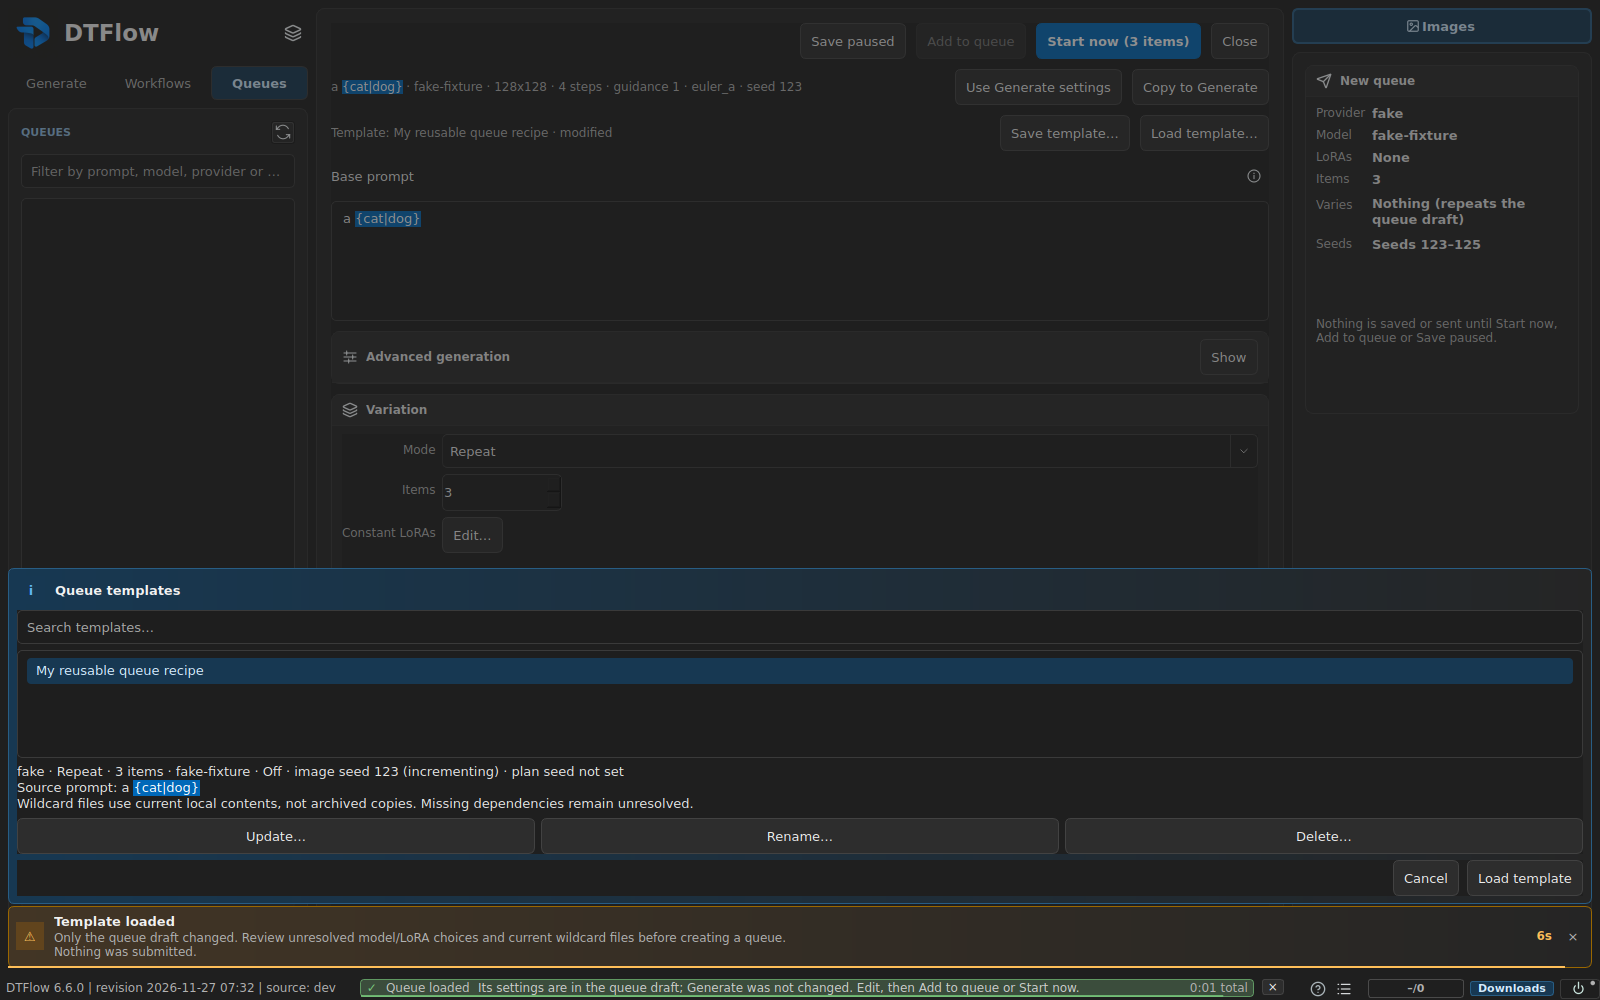 DTFlow
Generate
Workflows
Queues
QUEUES
Filter by prompt, model, provider or ...
Save paused
Add to queue
Start now (3 items)
Close
a {cat|dog} · fake-fixture · 128x128 · 4 steps · guidance 1 · euler_a · seed 123
Use Generate settings
Copy to Generate
Template: My reusable queue recipe · modified
Save template...
Load template...
Base prompt
a {cat|dog}
Advanced generation
Show
Variation
Mode
Repeat
Items
3
Constant LoRAs
Edit...
Images
New queue
Provider fake
Model fake-fixture
LoRAs None
Items 3
Varies Nothing (repeats the
queue draft)
Seeds Seeds 123–125
Nothing is saved or sent until Start now,
Add to queue or Save paused.
i Queue templates
Search templates...
My reusable queue recipe
fake · Repeat · 3 items · fake-fixture · Off · image seed 123 (incrementing) · plan seed not set
Source prompt: a {cat|dog}
Wildcard files use current local contents, not archived copies. Missing dependencies remain unresolved.
Update...
Rename...
Delete...
Cancel
Load template
Template loaded
Only the queue draft changed. Review unresolved model/LoRA choices and current wildcard files before creating a queue.
Nothing was submitted.
6s ×
DTFlow 6.6.0 | revision 2026-11-27 07:32 | source: dev
✓ Queue loaded Its settings are in the queue draft; Generate was not changed. Edit, then Add to queue or Start now. 0:01 total
×
–/0
Downloads